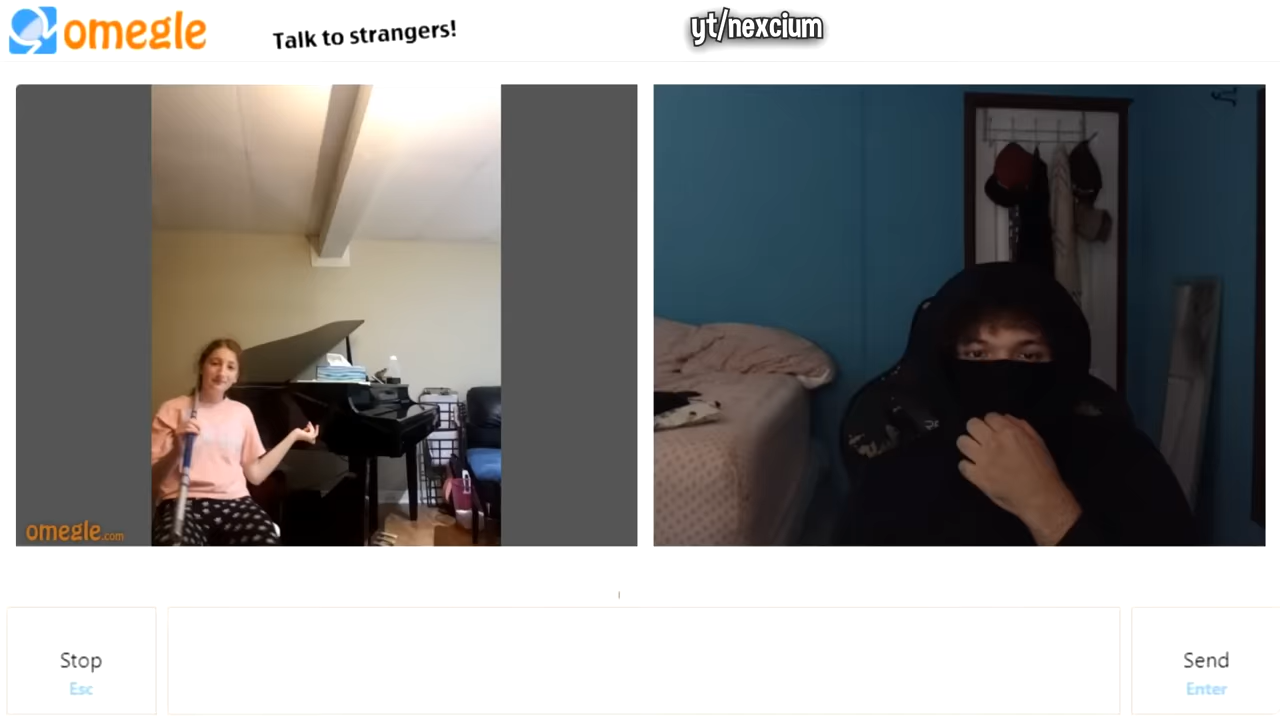 omegle
Talk to strangers!
yt/nexcium
omegle.com
Stop
Esc
Send
Enter